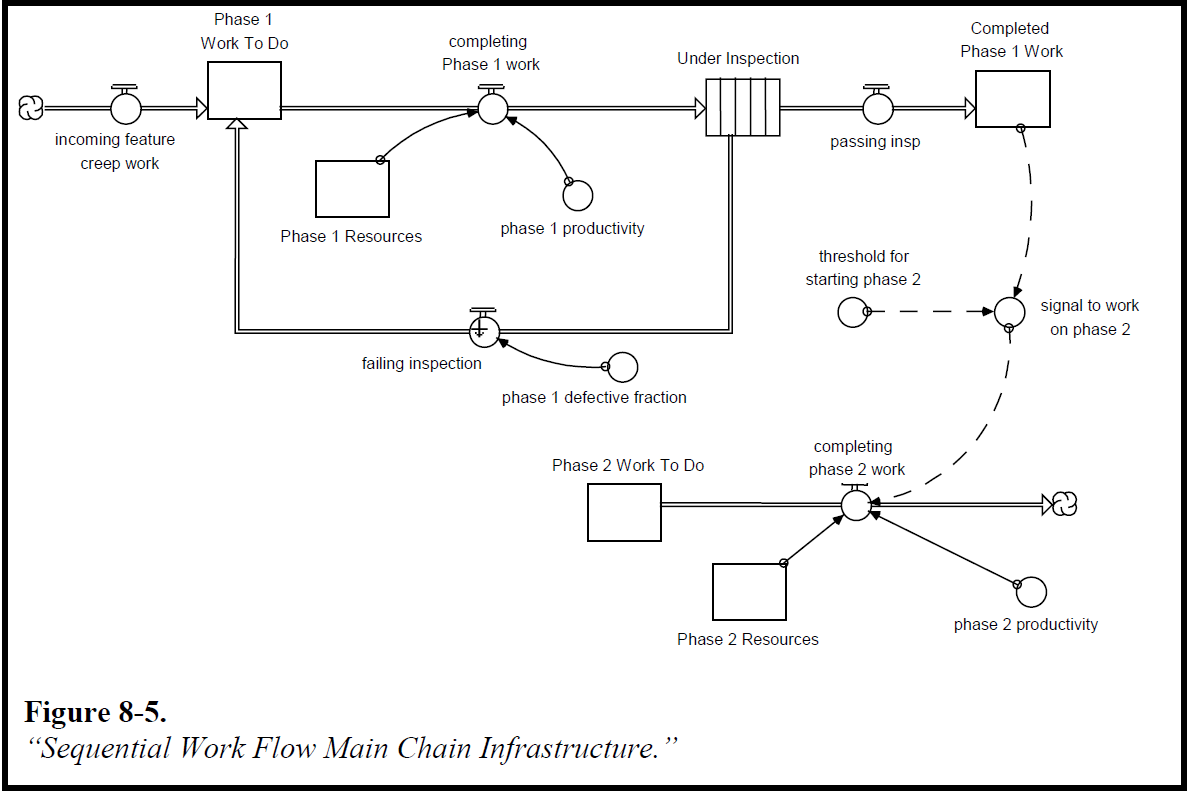 Phase 1
Work To Do
completing
Phase 1 work
Under Inspection
Completed
Phase 1 Work
incoming feature
creep work
passing insp
Phase 1 Resources
phase 1 productivity
threshold for
starting phase 2
signal to work
on phase 2
failing inspection
phase 1 defective fraction
Phase 2 Work To Do
completing
phase 2 work
Phase 2 Resources
phase 2 productivity
Figure 8-5.
“Sequential Work Flow Main Chain Infrastructure.”